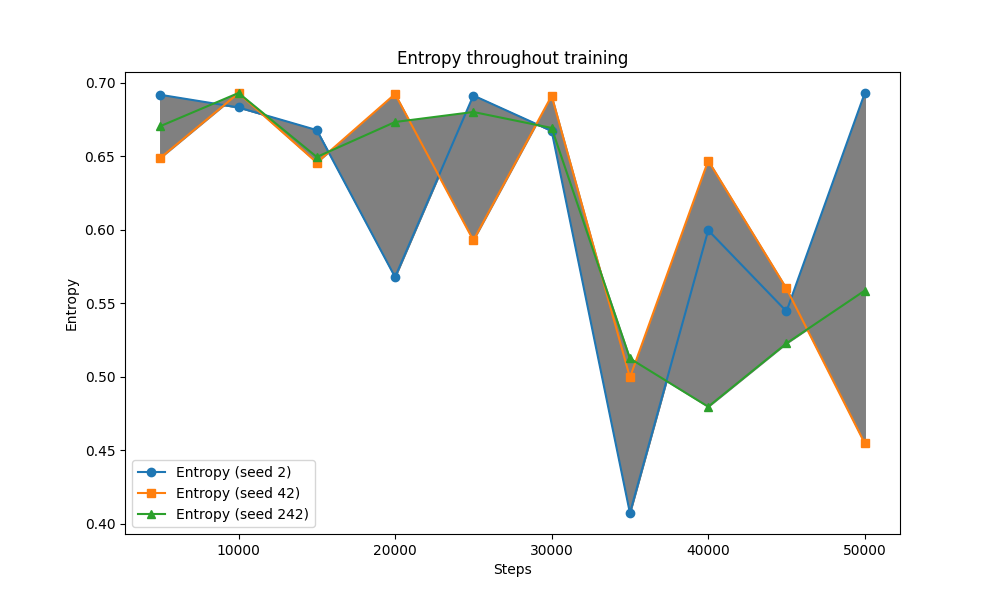 Entropy throughout training
0.70
0.65
0.60
0.55
0.50
0.45
0.40
Entropy
Entropy (seed 2)
Entropy (seed 42)
Entropy (seed 242)
10000 20000 30000 40000 50000
Steps